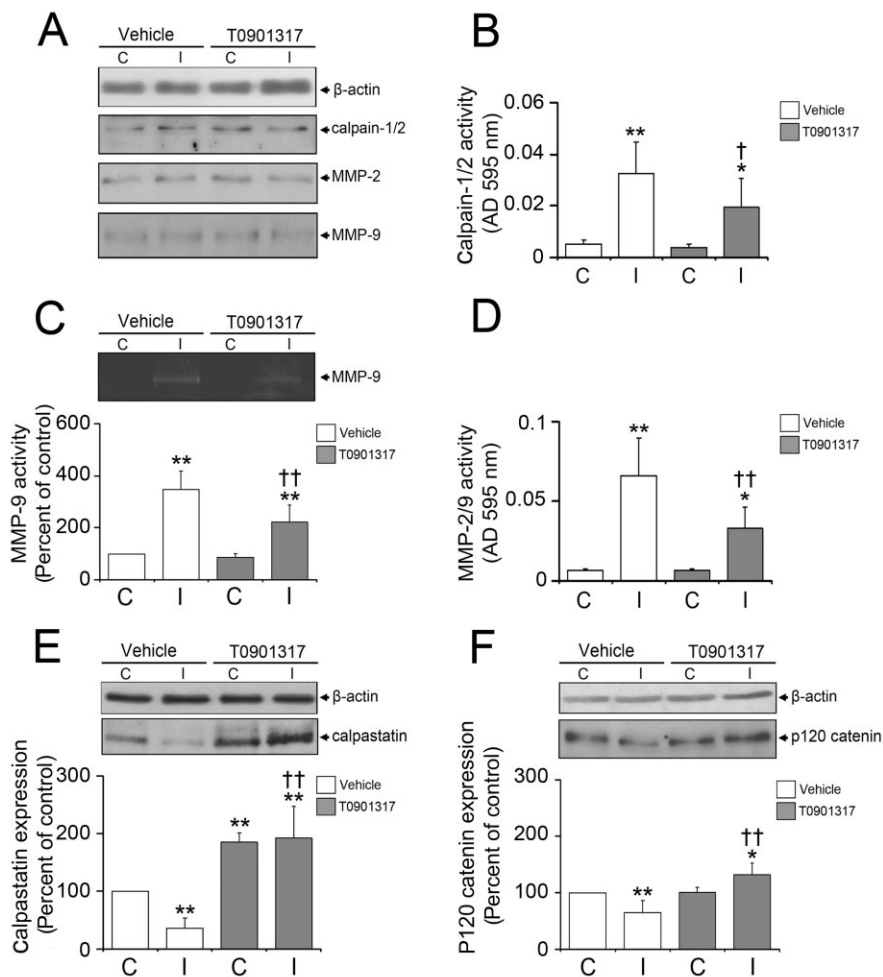 A
Vehicle T0901317
C I C I
β-actin
calpain-1/2
MMP-2
MMP-9
B
Calpain-1/2 activity
(AD 595 nm)
0.06
0.04
0.02
0
**
†
*
C I C I
Vehicle
T0901317
C
Vehicle T0901317
C I C I
MMP-9
MMP-9 activity
(Percent of control)
600
400
200
0
**
††
**
C I C I
Vehicle
T0901317
D
MMP-2/9 activity
(AD 595 nm)
0.1
0.05
0
**
††
*
C I C I
Vehicle
T0901317
E
Vehicle T0901317
C I C I
β-actin
calpastatin
Calpastatin expression
(Percent of control)
300
200
100
0
**
**
††
**
C I C I
Vehicle
T0901317
F
Vehicle T0901317
C I C I
β-actin
p120 catenin
P120 catenin expression
(Percent of control)
300
200
100
0
**
††
*
C I C I
Vehicle
T0901317